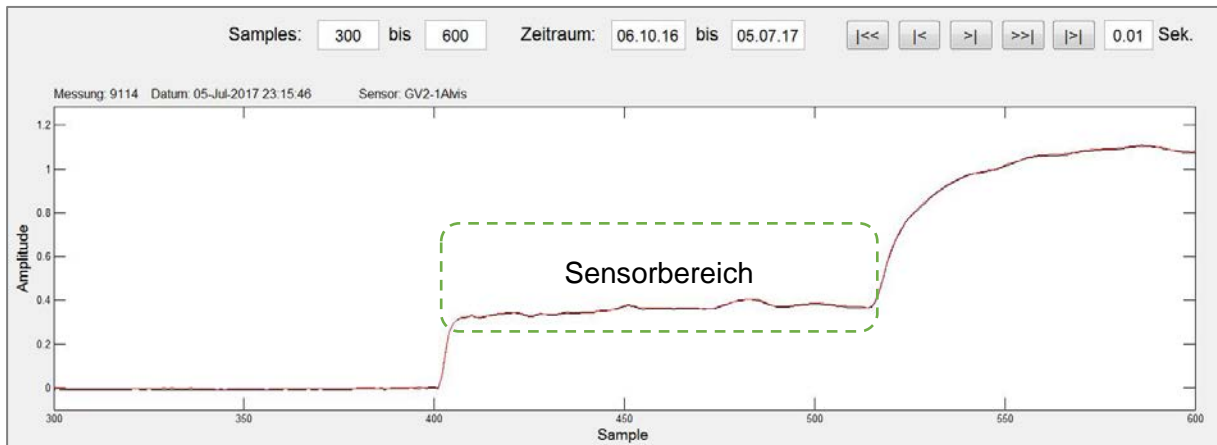 Samples: 300 bis 600 Zeitraum: 06.10.16 bis 05.07.17 |<< |< >| >>| |>| 0.01 Sek.
Messung: 9114 Datum: 05-Jul-2017 23:15:46 Sensor: GV2-1Alvis
1.2
1
0.8
0.6
0.4
0.2
0
Amplitude
Sensorbereich
300 350 400 450 500 550 600
Sample